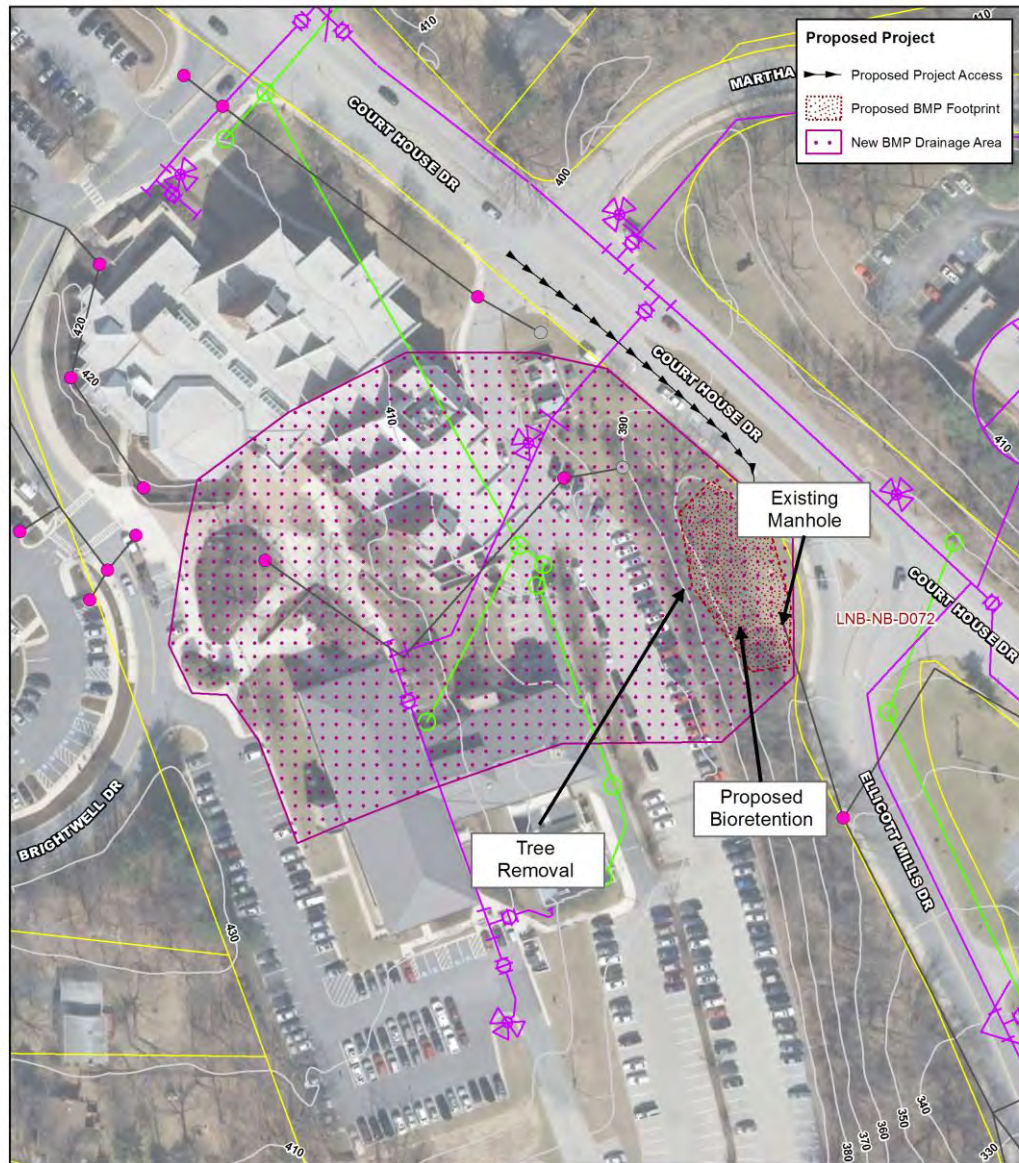 410
410
Proposed Project
Proposed Project Access
Proposed BMP Footprint
New BMP Drainage Area
MARTHA
COURT HOUSE DR
400
420
420
410
COURT HOUSE DR
390
410
Existing
Manhole
COURT HOUSE DR
LNB-NB-D072
Proposed
Bioretention
Tree
Removal
BRIGHTWELL DR
ELLICOTT MILLS DR
430
410
380
370
360
350
340
330